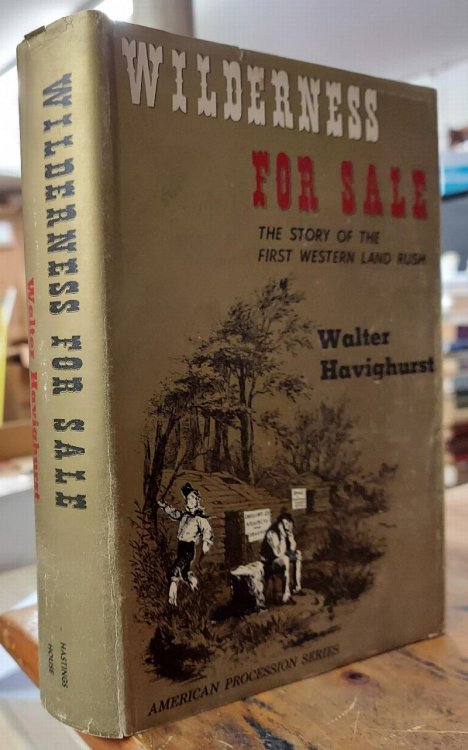 WILDERNESS FOR SALE
Walter Havighurst
HASTINGS
HOUSE
WILDERNESS
FOR SALE
THE STORY OF THE
FIRST WESTERN LAND RUSH
Walter
Havighurst
AMERICAN PROCESSION SERIES